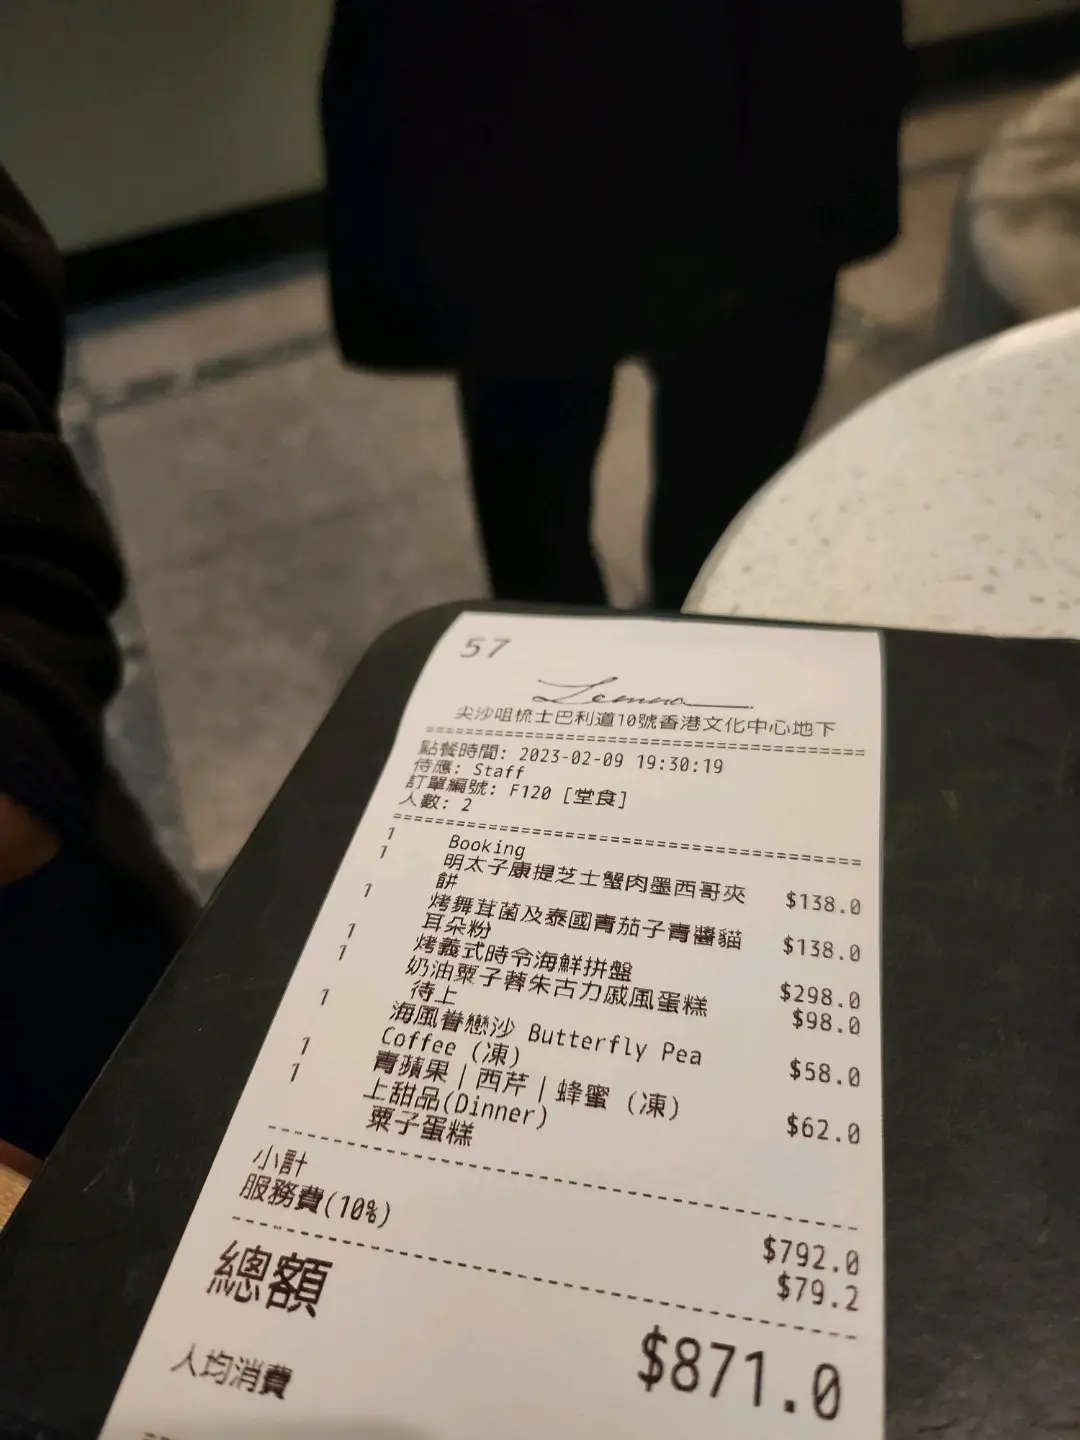 57
Lemna
尖沙咀梳士巴利道10號香港文化中心地下
點餐時間: 2023-02-09 19:30:19
侍應: Staff
訂單編號: F120 [堂食]
人數: 2
1 Booking
1 明太子康提芝士蟹肉墨西哥夾餅 $138.0
1 烤舞茸菌及泰國青茄子青醬貓耳朵粉 $138.0
1 烤義式時令海鮮拼盤 $298.0
1 奶油栗子蓉朱古力戚風蛋糕 $98.0
待上
1 海風眷戀沙 Butterfly Pea Coffee (凍) $58.0
1 青蘋果|西芹|蜂蜜 (凍) $62.0
1 上甜品(Dinner)
栗子蛋糕
小計 $792.0
服務費(10%) $79.2
總額 $871.0
人均消費